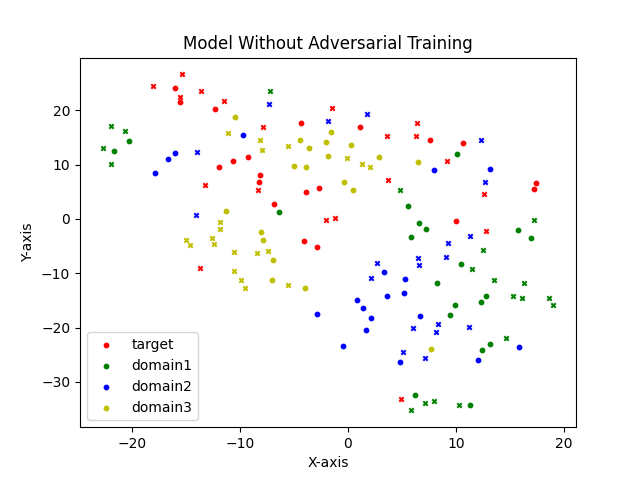 Model Without Adversarial Training
20
10
0
−10
−20
−30
Y-axis
target
domain1
domain2
domain3
−20
−10
0
10
20
X-axis